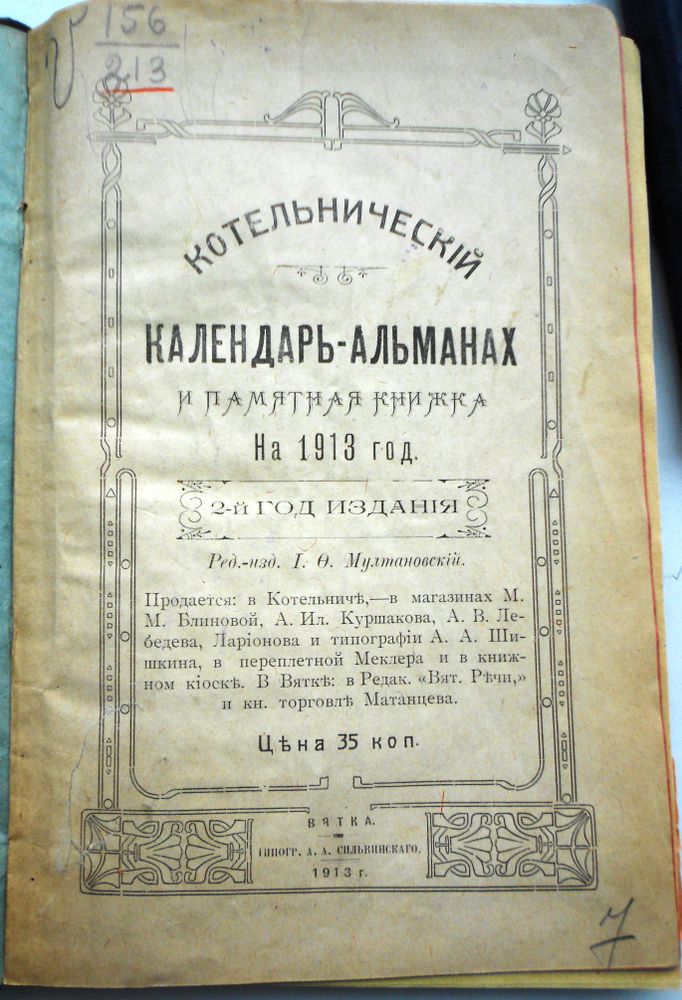 156
213
КОТЕЛЬНИЧЕСКІЙ
КАЛЕНДАРЬ-АЛЬМАНАХ
И ПАМЯТНАЯ КНИЖКА
На 1913 год.
2-й ГОД ИЗДАНІЯ
Ред.-изд. І. Ѳ. Мултановскій.
Продается: в Котельничѣ,—в магазинах М.
М. Блиновой, А. Ил. Куршакова, А. В. Ле-
бедева, Ларіонова и типографіи А. А. Ши-
шкина, в переплетной Меклера и в книж-
ном кіоскѣ. В Вяткѣ: в Редак. «Вят. Рѣчи,»
и кн. торговлѣ Матанцева.
Цѣна 35 коп.
ВЯТКА.
ТИПОГР. А. А. СИЛЬВИНСКАГО.
1913 г.
7